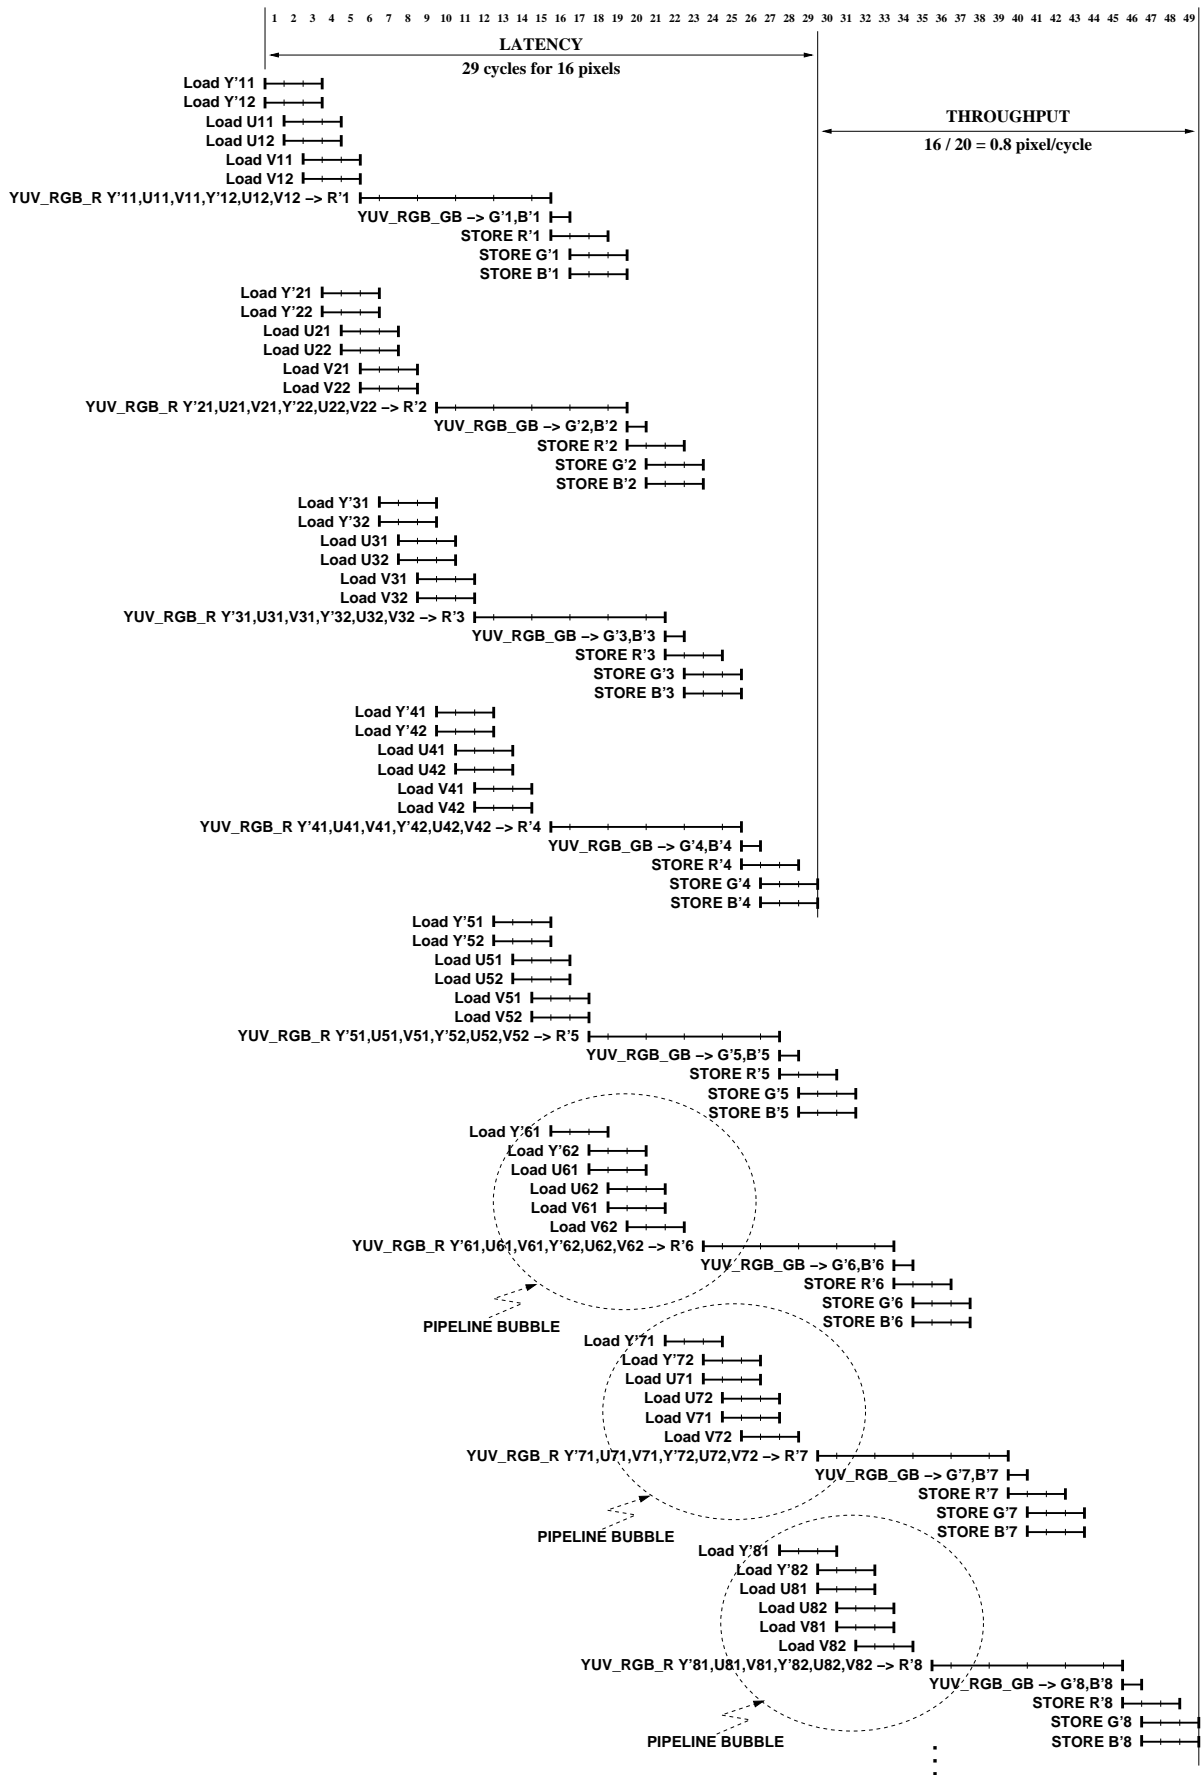 1 2 3 4 5 6 7 8 9 10 11 12 13 14 15 16 17 18 19 20 21 22 23 24 25 26 27 28 29 30 31 32 33 34 35 36 37 38 39 40 41 42 43 44 45 46 47 48 49
LATENCY
29 cycles for 16 pixels
THROUGHPUT
16 / 20 = 0.8 pixel/cycle
Load Y'11
Load Y'12
Load U11
Load U12
Load V11
Load V12
YUV_RGB_R Y'11,U11,V11,Y'12,U12,V12 –> R'1
YUV_RGB_GB –> G'1,B'1
STORE R'1
STORE G'1
STORE B'1
Load Y'21
Load Y'22
Load U21
Load U22
Load V21
Load V22
YUV_RGB_R Y'21,U21,V21,Y'22,U22,V22 –> R'2
YUV_RGB_GB –> G'2,B'2
STORE R'2
STORE G'2
STORE B'2
Load Y'31
Load Y'32
Load U31
Load U32
Load V31
Load V32
YUV_RGB_R Y'31,U31,V31,Y'32,U32,V32 –> R'3
YUV_RGB_GB –> G'3,B'3
STORE R'3
STORE G'3
STORE B'3
Load Y'41
Load Y'42
Load U41
Load U42
Load V41
Load V42
YUV_RGB_R Y'41,U41,V41,Y'42,U42,V42 –> R'4
YUV_RGB_GB –> G'4,B'4
STORE R'4
STORE G'4
STORE B'4
Load Y'51
Load Y'52
Load U51
Load U52
Load V51
Load V52
YUV_RGB_R Y'51,U51,V51,Y'52,U52,V52 –> R'5
YUV_RGB_GB –> G'5,B'5
STORE R'5
STORE G'5
STORE B'5
Load Y'61
Load Y'62
Load U61
Load U62
Load V61
Load V62
YUV_RGB_R Y'61,U61,V61,Y'62,U62,V62 –> R'6
YUV_RGB_GB –> G'6,B'6
STORE R'6
STORE G'6
STORE B'6
PIPELINE BUBBLE
Load Y'71
Load Y'72
Load U71
Load U72
Load V71
Load V72
YUV_RGB_R Y'71,U71,V71,Y'72,U72,V72 –> R'7
YUV_RGB_GB –> G'7,B'7
STORE R'7
STORE G'7
STORE B'7
PIPELINE BUBBLE
Load Y'81
Load Y'82
Load U81
Load U82
Load V81
Load V82
YUV_RGB_R Y'81,U81,V81,Y'82,U82,V82 –> R'8
YUV_RGB_GB –> G'8,B'8
STORE R'8
STORE G'8
STORE B'8
PIPELINE BUBBLE